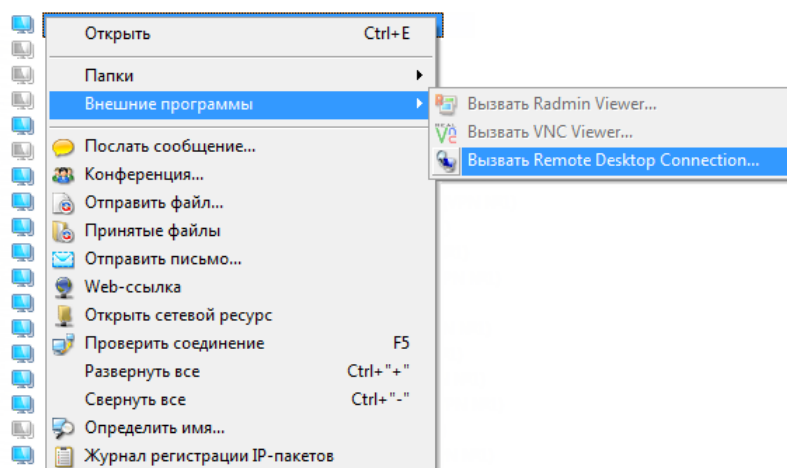 Открыть Ctrl+E
Папки
Внешние программы
Вызвать Radmin Viewer...
Вызвать VNC Viewer...
Вызвать Remote Desktop Connection...
Послать сообщение...
Конференция...
Отправить файл...
Принятые файлы
Отправить письмо...
Web-ссылка
Открыть сетевой ресурс
Проверить соединение F5
Развернуть все Ctrl+"+"
Свернуть все Ctrl+"-"
Определить имя...
Журнал регистрации IP-пакетов